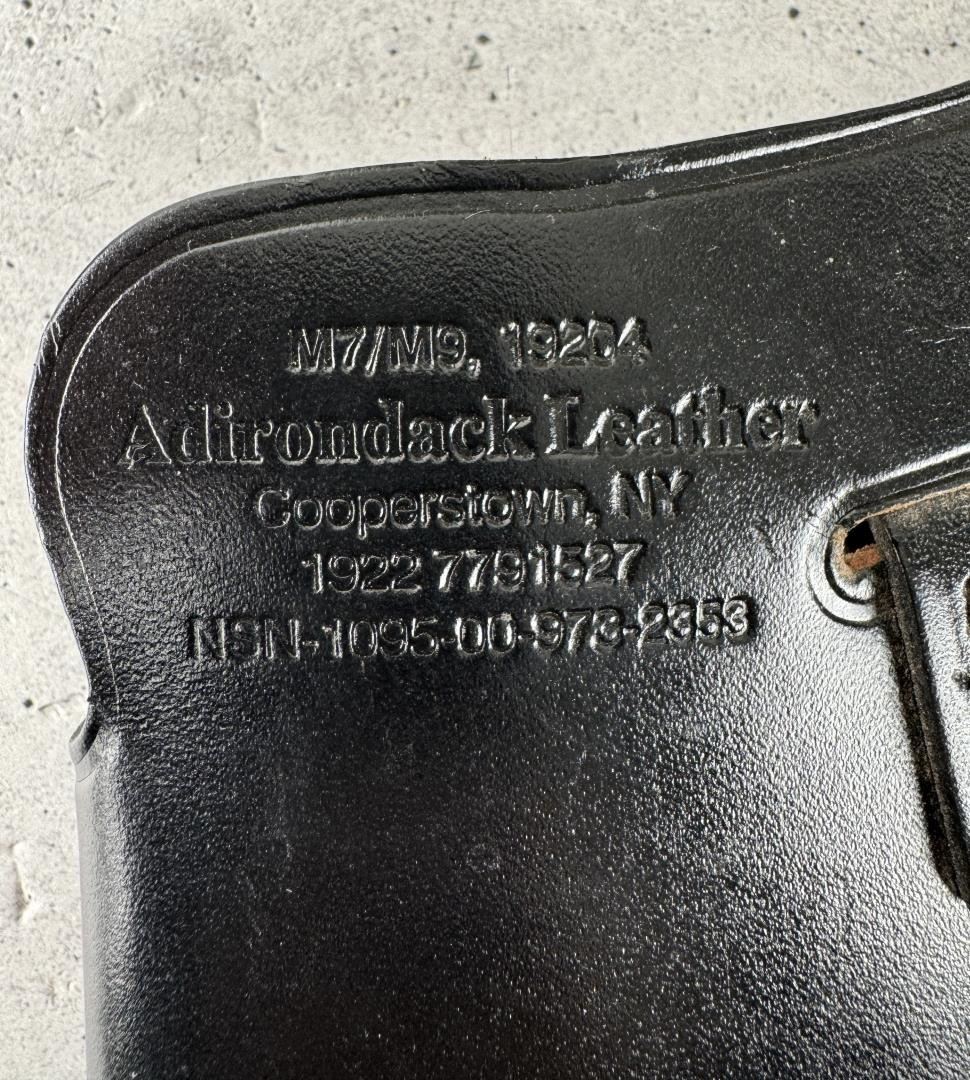 M7/M9, 19204
Adirondack Leather
Cooperstown, NY
1922 7791527
NSN-1095-00-973-2353